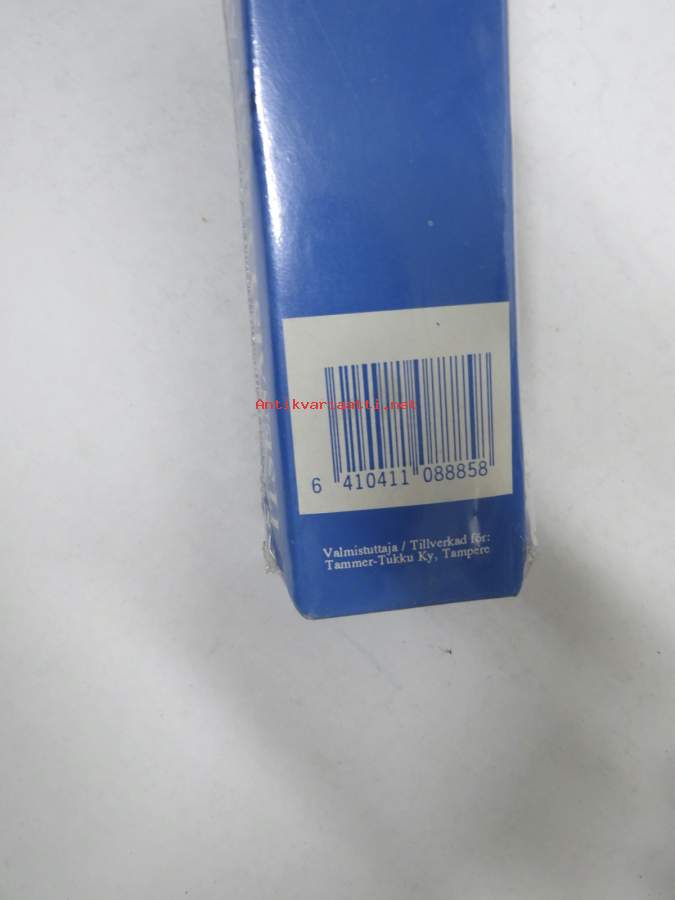 Antikvariaatti.net
6 410411 088858
Valmistuttaja / Tillverkad för:
Tammer-Tukku Ky, Tampere